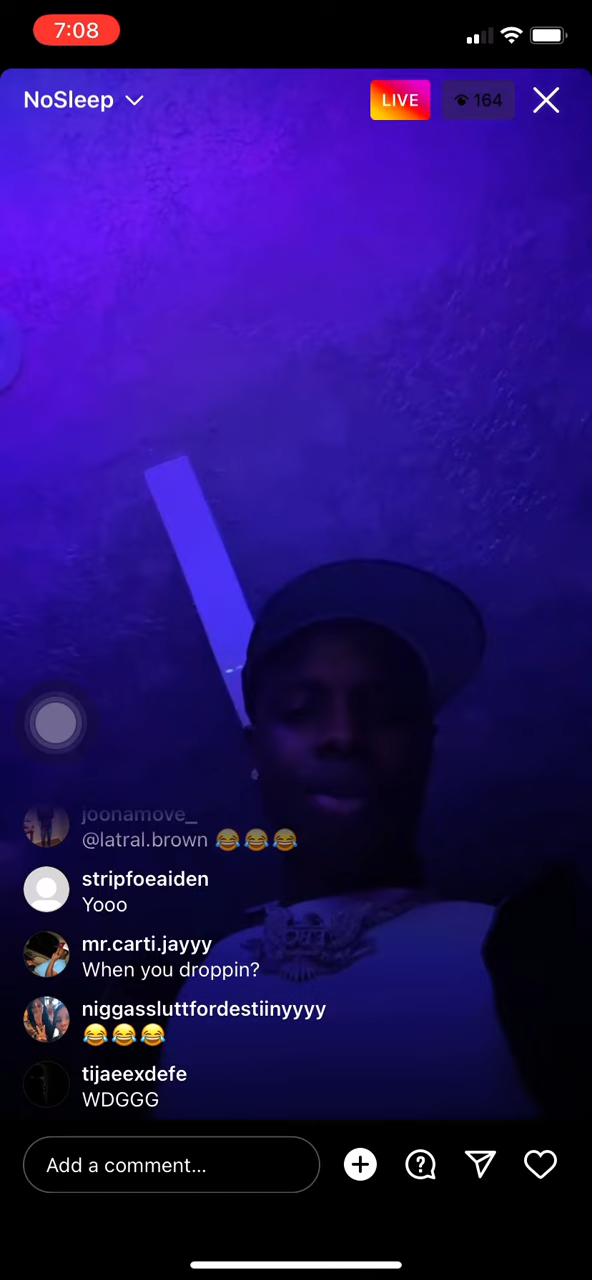 7:08
NoSleep
LIVE
164
joonamove_
@latral.brown 😂😂😂
stripfoeaiden
Yooo
mr.carti.jayyy
When you droppin?
niggassluttfordestiinyyyy
😂😂😂
tijaeexdefe
WDGGG
Add a comment...